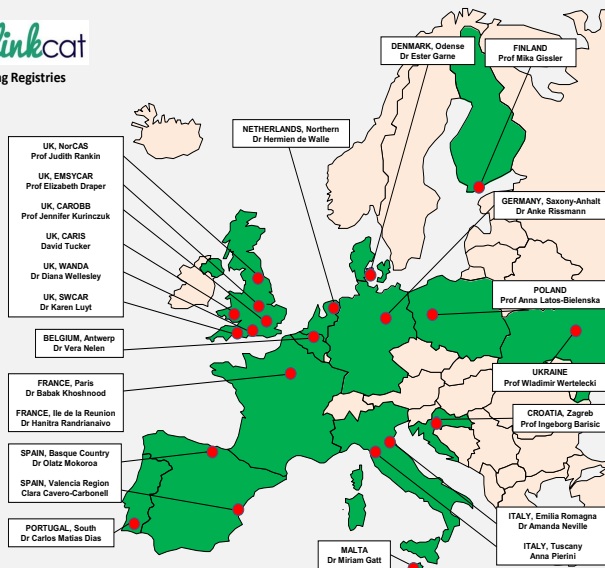 linkcat
Registries
DENMARK, Odense
Dr Ester Garne
FINLAND
Prof Mika Gissler
NETHERLANDS, Northern
Dr Hermien de Walle
UK, NorCAS
Prof Judith Rankin
UK, EMSYCAR
Prof Elizabeth Draper
UK, CAROBB
Prof Jennifer Kurinczuk
UK, CARIS
David Tucker
UK, WANDA
Dr Diana Wellesley
UK, SWCAR
Dr Karen Luyt
GERMANY, Saxony-Anhalt
Dr Anke Rissmann
POLAND
Prof Anna Latos-Bielenska
BELGIUM, Antwerp
Dr Vera Nelen
UKRAINE
Prof Wladimir Wertelecki
FRANCE, Paris
Dr Babak Khoshnood
FRANCE, Ile de la Reunion
Dr Hanitra Randrianaivo
CROATIA, Zagreb
Prof Ingeborg Barisic
SPAIN, Basque Country
Dr Olatz Mokoroa
SPAIN, Valencia Region
Clara Cavero-Carbonell
ITALY, Emilia Romagna
Dr Amanda Neville
ITALY, Tuscany
Anna Pierini
PORTUGAL, South
Dr Carlos Matias Dias
MALTA
Dr Miriam Gatt